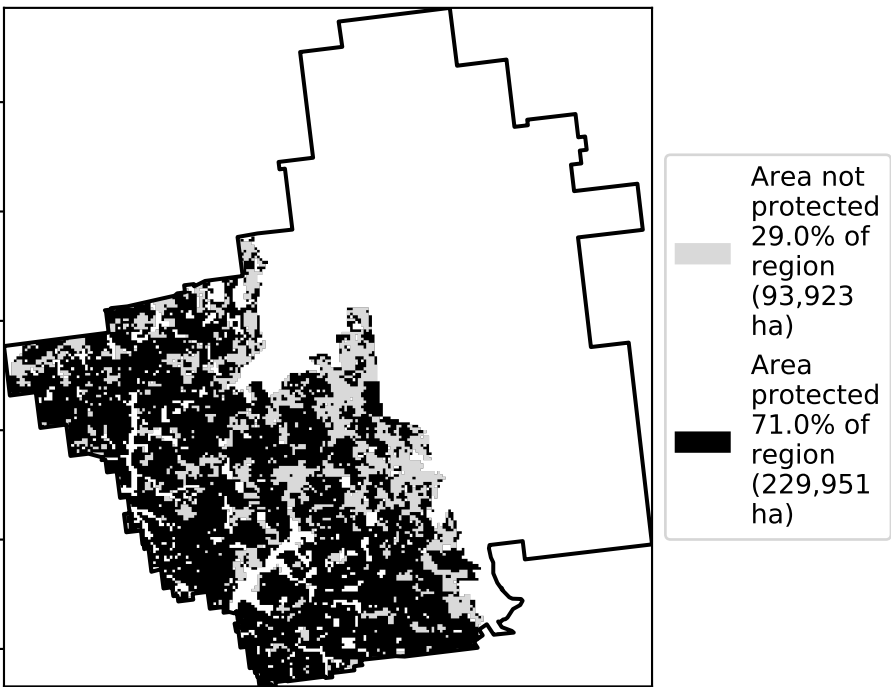 Area not
protected
29.0% of
region
(93,923
ha)
Area
protected
71.0% of
region
(229,951
ha)